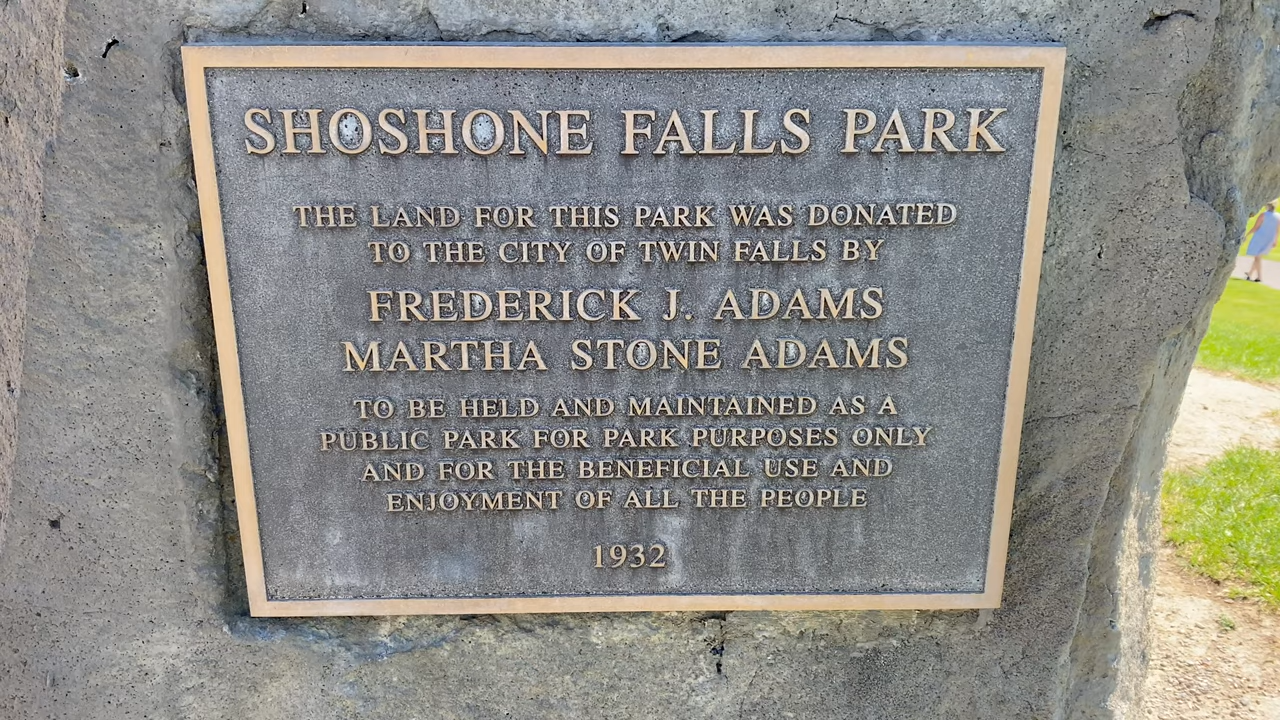 SHOSHONE FALLS PARK
THE LAND FOR THIS PARK WAS DONATED
TO THE CITY OF TWIN FALLS BY
FREDERICK J. ADAMS
MARTHA STONE ADAMS
TO BE HELD AND MAINTAINED AS A
PUBLIC PARK FOR PARK PURPOSES ONLY
AND FOR THE BENEFICIAL USE AND
ENJOYMENT OF ALL THE PEOPLE
1932